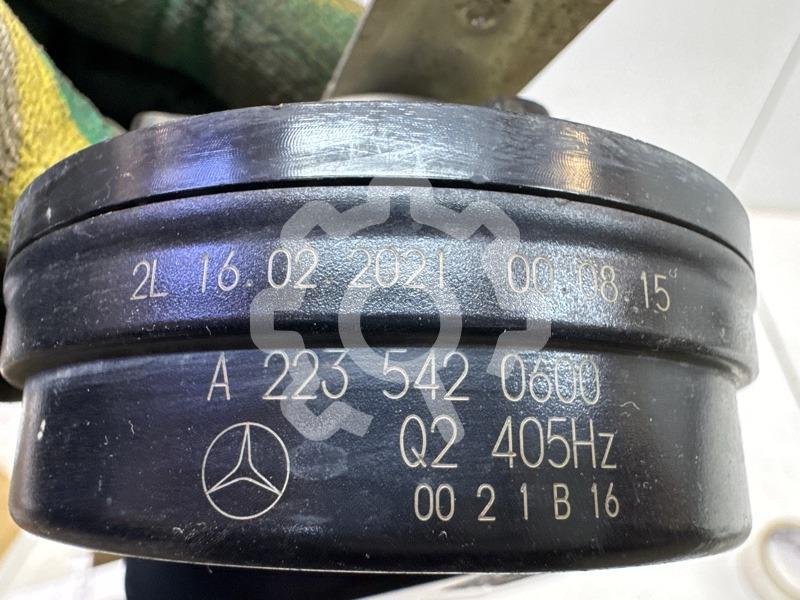 2L 16.02.2021 00:08:15
A 223 542 0600
Q2 405Hz
00 2 1 B 16